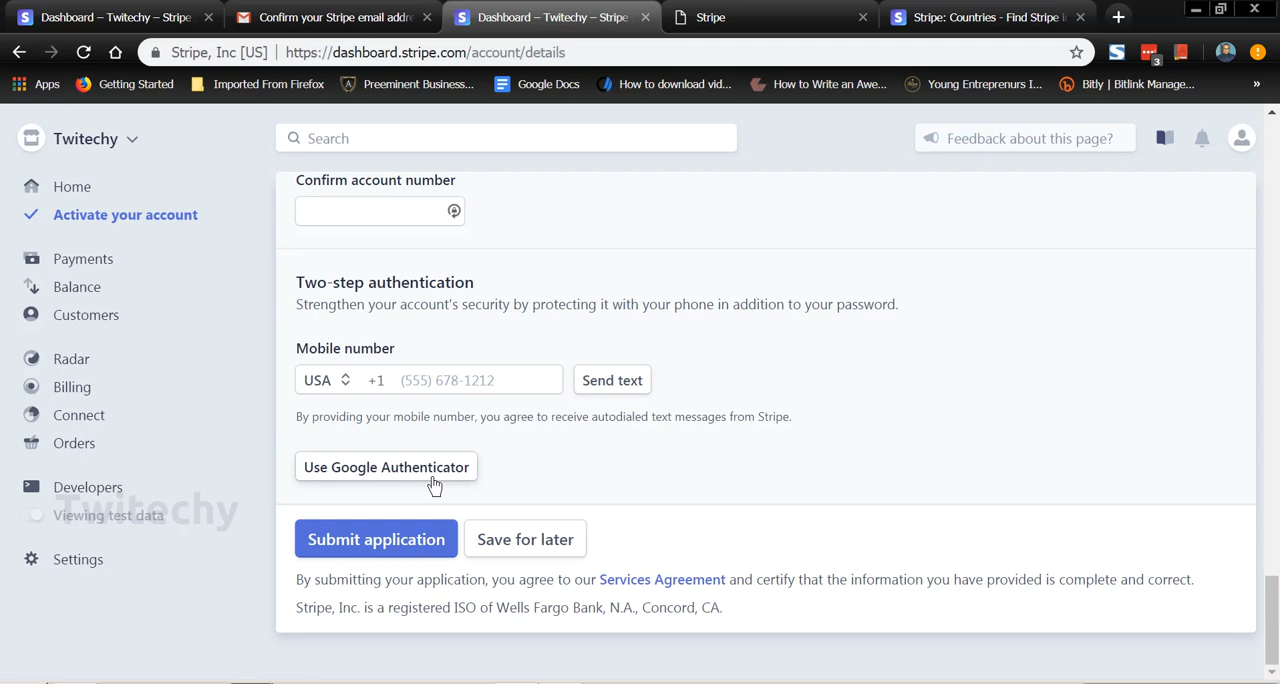 Dashboard – Twitechy – Stripe
Confirm your Stripe email addre
Dashboard – Twitechy – Stripe
Stripe
Stripe: Countries - Find Stripe i
Stripe, Inc [US] | https://dashboard.stripe.com/account/details
3
Apps
Getting Started
Imported From Firefox
Preeminent Business...
Google Docs
How to download vid...
How to Write an Awe...
Young Entreprenurs I...
Bitly | Bitlink Manage...
»
Twitechy
Search
Feedback about this page?
Home
Activate your account
Payments
Balance
Customers
Radar
Billing
Connect
Orders
Developers
Viewing test data
Twitechy
Settings
Confirm account number
Two-step authentication
Strengthen your account's security by protecting it with your phone in addition to your password.
Mobile number
USA +1 (555) 678-1212
Send text
By providing your mobile number, you agree to receive autodialed text messages from Stripe.
Use Google Authenticator
Submit application
Save for later
By submitting your application, you agree to our Services Agreement and certify that the information you have provided is complete and correct.
Stripe, Inc. is a registered ISO of Wells Fargo Bank, N.A., Concord, CA.